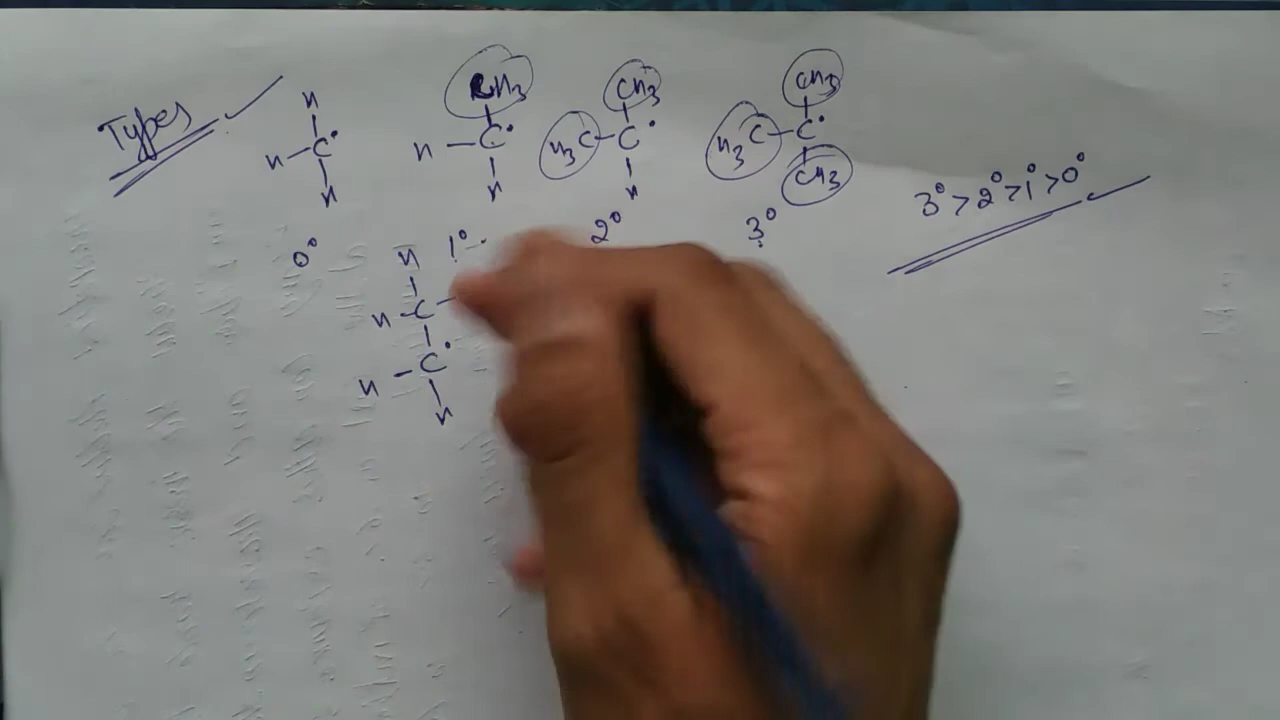 Types
H
H – C•
H
CH3
H – C•
H
CH3
H3C – C•
H
CH3
H3C – C•
CH3
0°
1°
2°
3°
3° > 2° > 1° > 0°
H
H – C –
H – C•
H